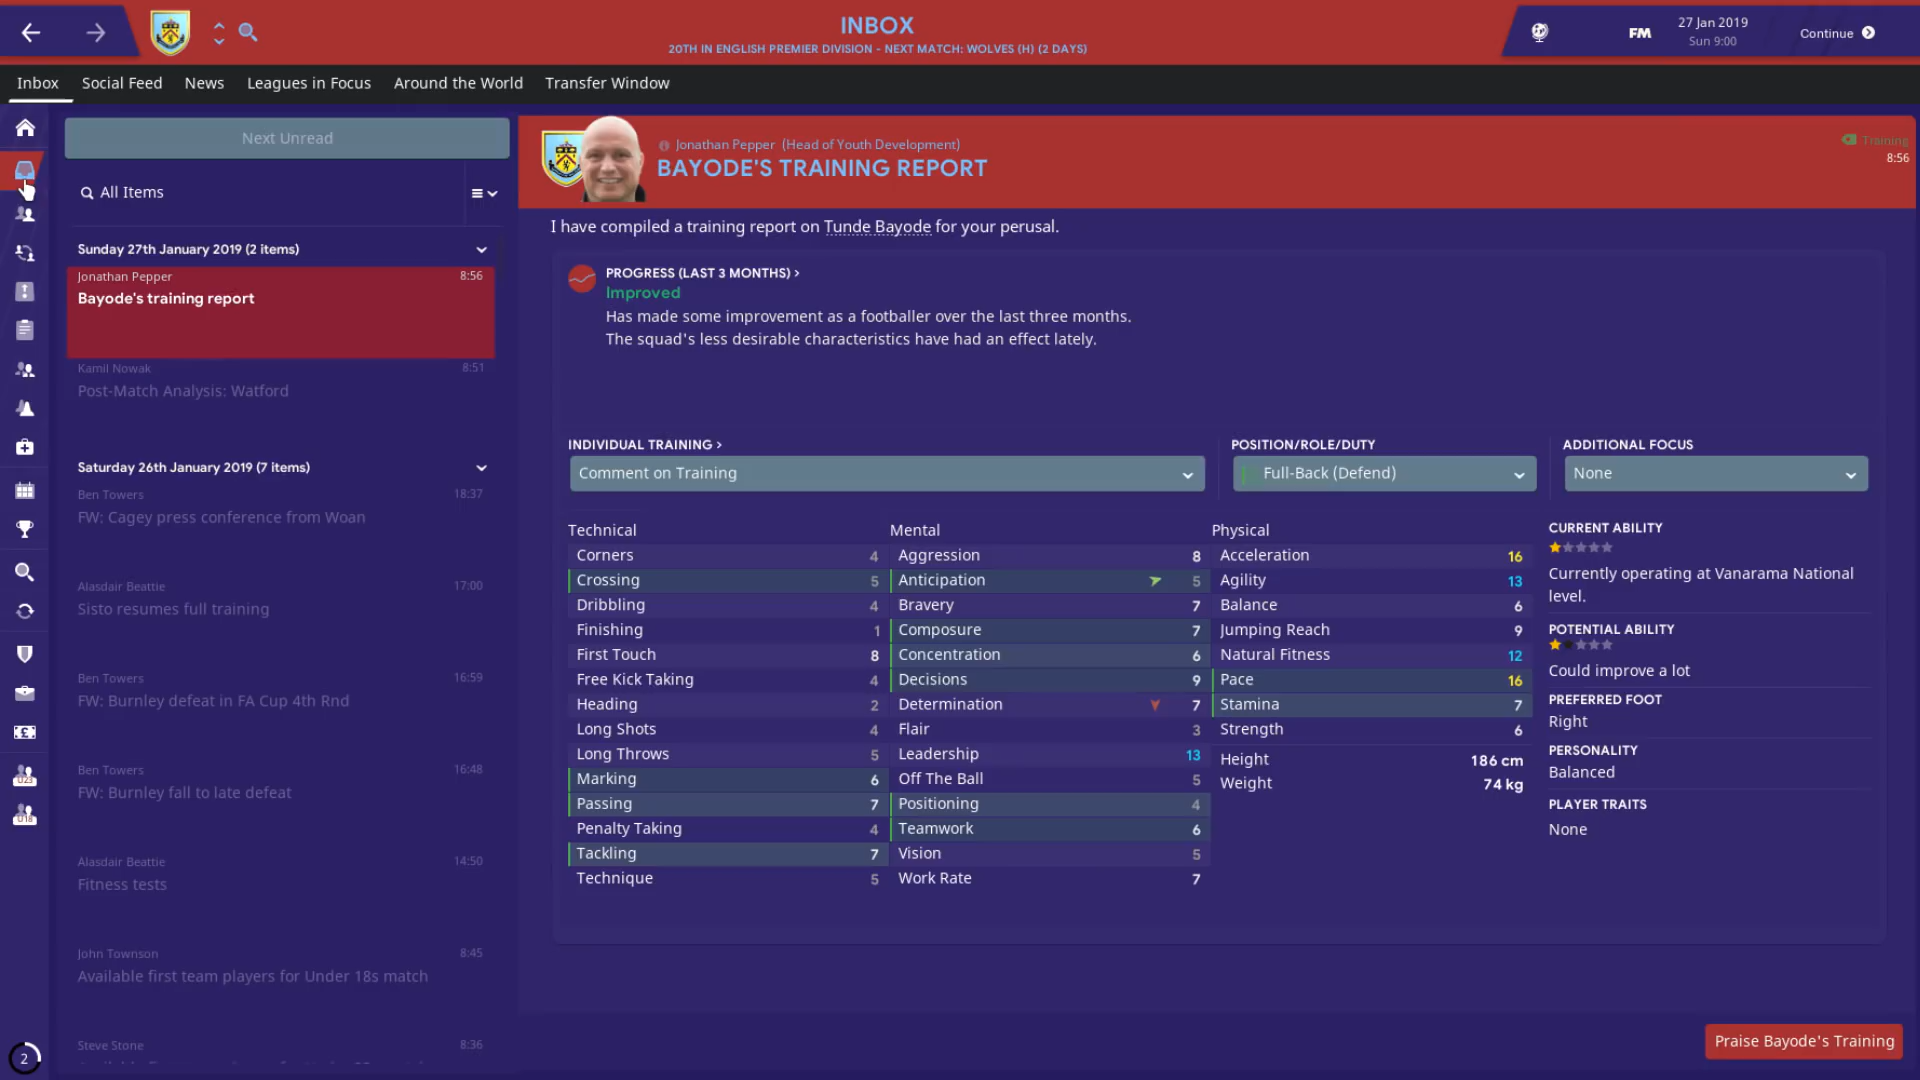 INBOX
20TH IN ENGLISH PREMIER DIVISION - NEXT MATCH: WOLVES (H) (2 DAYS)
FM
27 Jan 2019
Sun 9:00
Continue
Inbox Social Feed News Leagues in Focus Around the World Transfer Window
Next Unread
All Items
Sunday 27th January 2019 (2 items)
Jonathan Pepper 8:56
Bayode's training report
Kamil Nowak 8:51
Post-Match Analysis: Watford
Saturday 26th January 2019 (7 items)
Ben Towers 18:37
FW: Cagey press conference from Woan
Alasdair Beattie 17:00
Sisto resumes full training
Ben Towers 16:59
FW: Burnley defeat in FA Cup 4th Rnd
Ben Towers 16:48
FW: Burnley fall to late defeat
Alasdair Beattie 14:50
Fitness tests
John Townson 8:45
Available first team players for Under 18s match
Steve Stone 8:36
U23
U18
2
Jonathan Pepper (Head of Youth Development)
BAYODE'S TRAINING REPORT
Training
8:56
I have compiled a training report on Tunde Bayode for your perusal.
PROGRESS (LAST 3 MONTHS) >
Improved
Has made some improvement as a footballer over the last three months.
The squad's less desirable characteristics have had an effect lately.
INDIVIDUAL TRAINING >
Comment on Training
POSITION/ROLE/DUTY
Full-Back (Defend)
ADDITIONAL FOCUS
None
Technical
Corners 4
Crossing 5
Dribbling 4
Finishing 1
First Touch 8
Free Kick Taking 4
Heading 2
Long Shots 4
Long Throws 5
Marking 6
Passing 7
Penalty Taking 4
Tackling 7
Technique 5
Mental
Aggression 8
Anticipation 5
Bravery 7
Composure 7
Concentration 6
Decisions 9
Determination 7
Flair 3
Leadership 13
Off The Ball 5
Positioning 4
Teamwork 6
Vision 5
Work Rate 7
Physical
Acceleration 16
Agility 13
Balance 6
Jumping Reach 9
Natural Fitness 12
Pace 16
Stamina 7
Strength 6
Height 186 cm
Weight 74 kg
CURRENT ABILITY
Currently operating at Vanarama National
level.
POTENTIAL ABILITY
Could improve a lot
PREFERRED FOOT
Right
PERSONALITY
Balanced
PLAYER TRAITS
None
Praise Bayode's Training